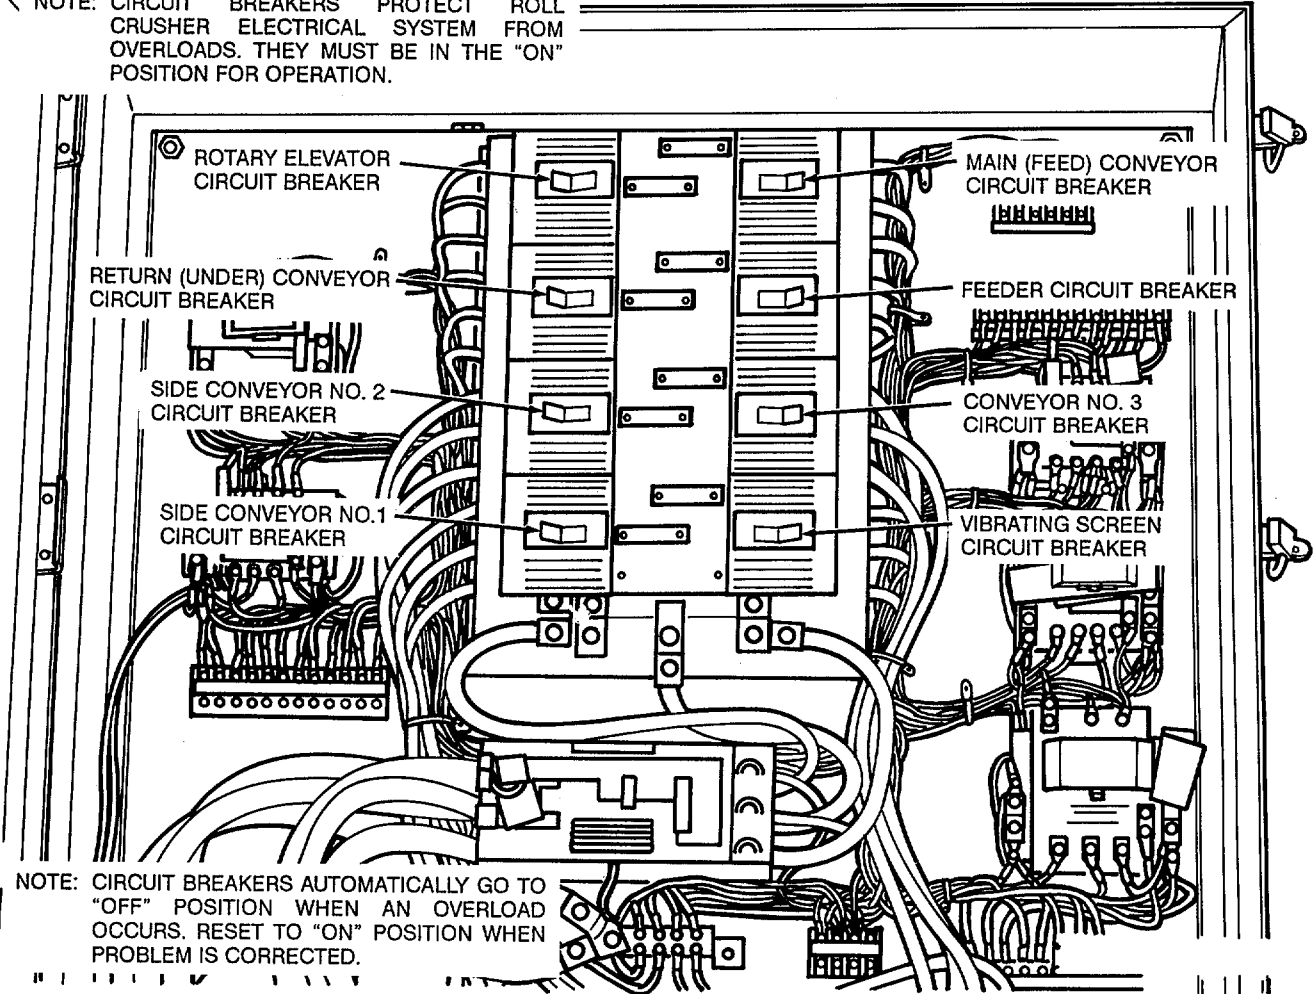 NOTE: CIRCUIT BREAKERS PROTECT ROLL
CRUSHER ELECTRICAL SYSTEM FROM
OVERLOADS. THEY MUST BE IN THE “ON”
POSITION FOR OPERATION.
ROTARY ELEVATOR
CIRCUIT BREAKER
MAIN (FEED) CONVEYOR
CIRCUIT BREAKER
RETURN (UNDER) CONVEYOR
CIRCUIT BREAKER
FEEDER CIRCUIT BREAKER
SIDE CONVEYOR NO. 2
CIRCUIT BREAKER
CONVEYOR NO. 3
CIRCUIT BREAKER
SIDE CONVEYOR NO.1
CIRCUIT BREAKER
VIBRATING SCREEN
CIRCUIT BREAKER
NOTE: CIRCUIT BREAKERS AUTOMATICALLY GO TO
“OFF” POSITION WHEN AN OVERLOAD
OCCURS. RESET TO “ON” POSITION WHEN
PROBLEM IS CORRECTED.